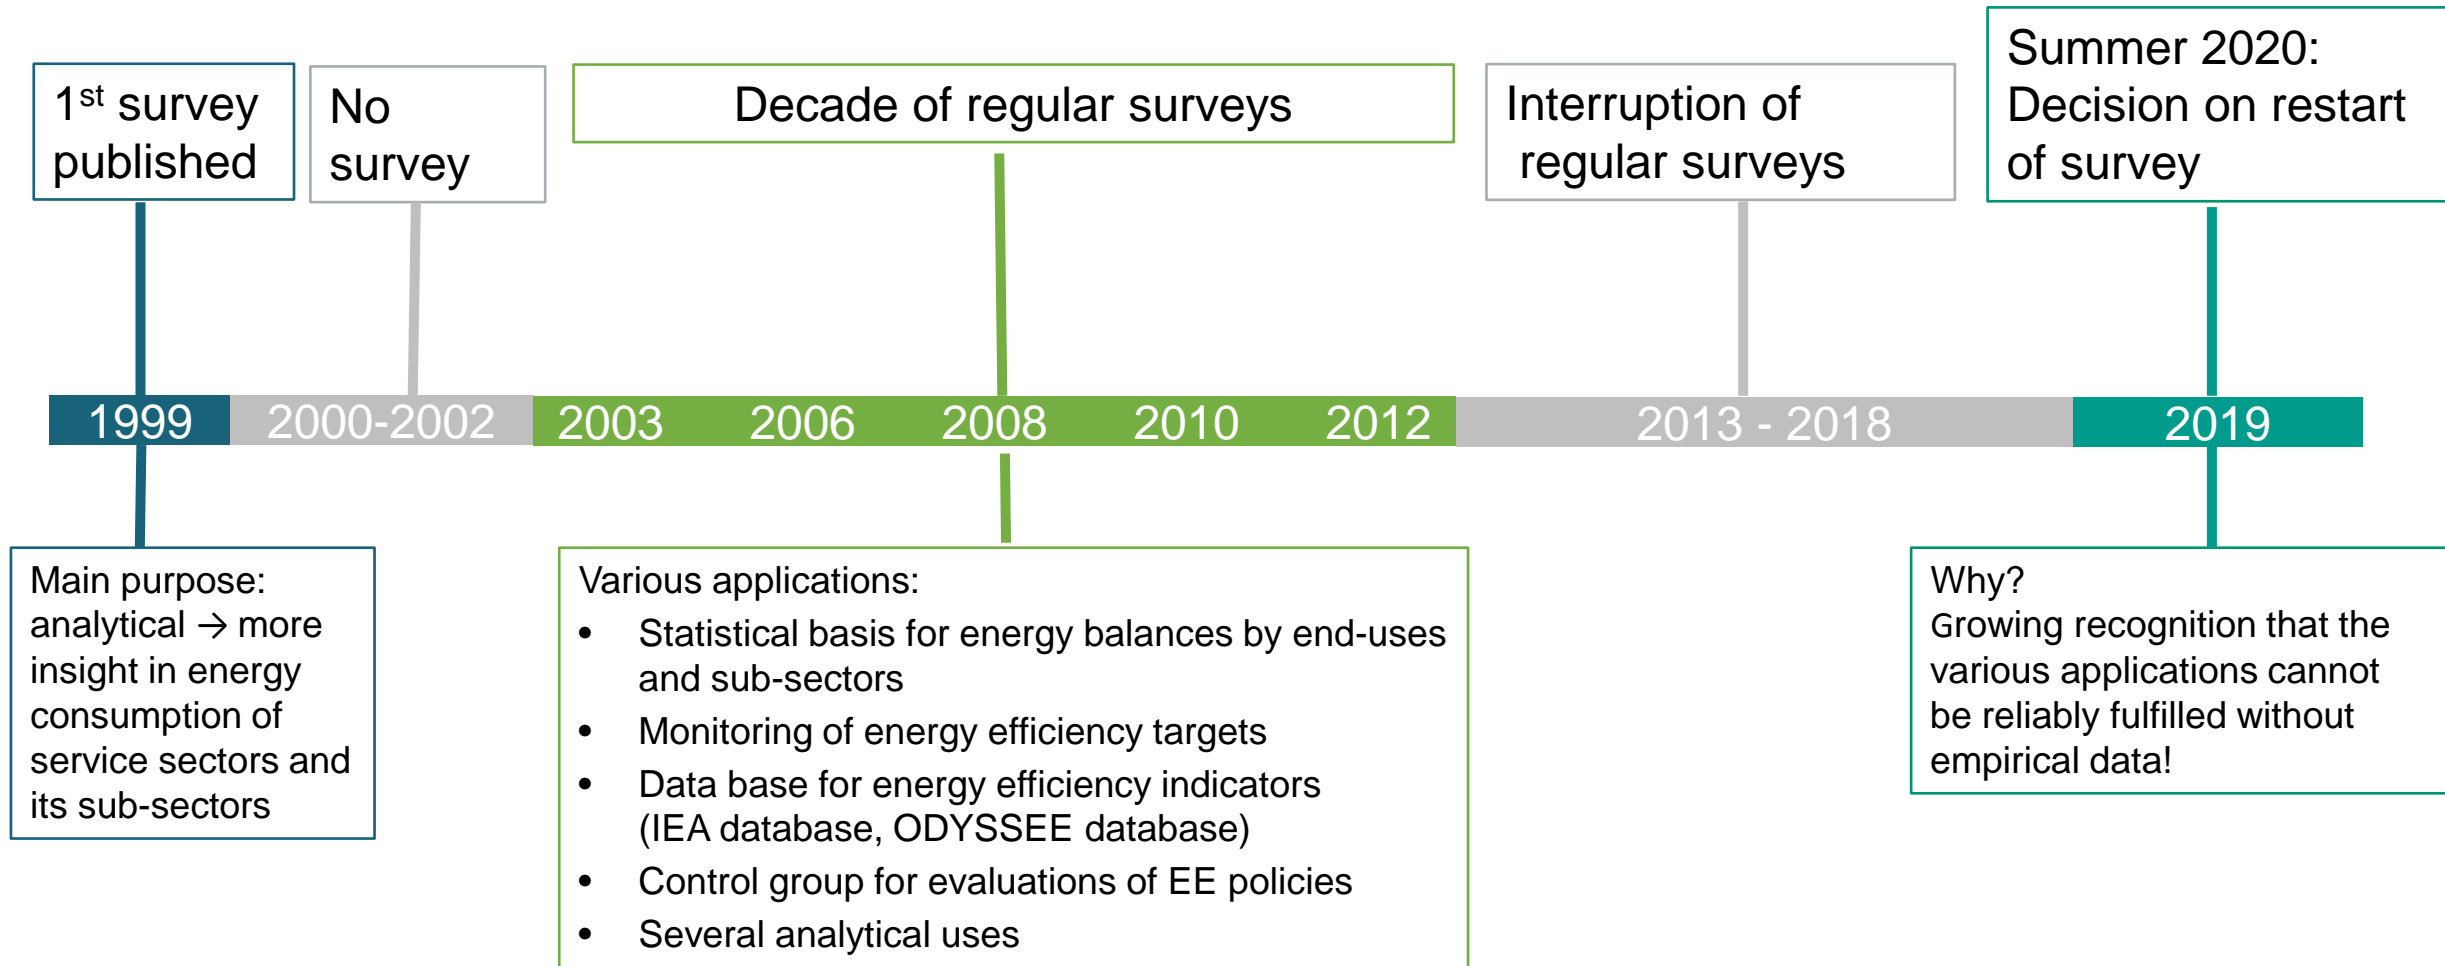 1st survey
published
No
survey
Decade of regular surveys
Interruption of
regular surveys
Summer 2020:
Decision on restart
of survey
1999
2000-2002
2003
2006
2008
2010
2012
2013 - 2018
2019
Main purpose:
analytical → more
insight in energy
consumption of
service sectors and
its sub-sectors
Various applications:
• Statistical basis for energy balances by end-uses
and sub-sectors
• Monitoring of energy efficiency targets
• Data base for energy efficiency indicators
(IEA database, ODYSSEE database)
• Control group for evaluations of EE policies
• Several analytical uses
Why?
Growing recognition that the
various applications cannot
be reliably fulfilled without
empirical data!